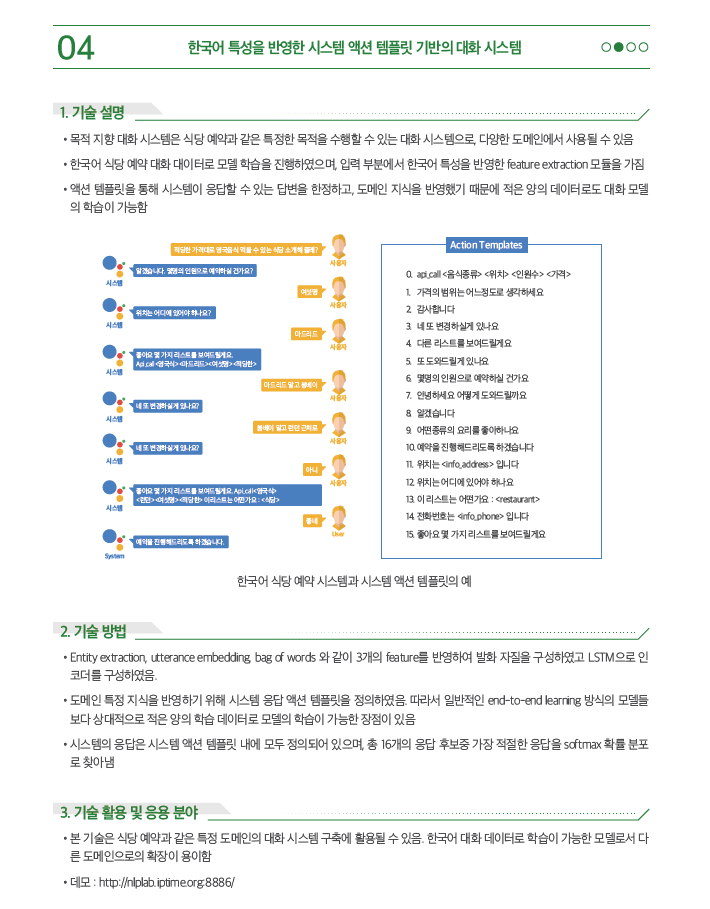 04
한국어 특성을 반영한 시스템 액션 템플릿 기반의 대화 시스템
1. 기술 설명
• 목적 지향 대화 시스템은 식당 예약과 같은 특정한 목적을 수행할 수 있는 대화 시스템으로, 다양한 도메인에서 사용될 수 있음
• 한국어 식당 예약 대화 데이터로 모델 학습을 진행하였으며, 입력 부분에서 한국어 특성을 반영한 feature extraction 모듈을 가짐
• 액션 템플릿을 통해 시스템이 응답할 수 있는 답변을 한정하고, 도메인 지식을 반영했기 때문에 적은 양의 데이터로도 대화 모델
의 학습이 가능함
적당한 가격대로 영국음식 먹을 수 있는 식당 소개해 줄래?
사용자
알겠습니다. 몇명의 인원으로 예약하실 건가요?
시스템
여섯명
사용자
위치는 어디에 있어야 하나요?
시스템
마드리드
사용자
좋아요 몇 가지 리스트를 보여드릴게요.
Api_call <영국식> <마드리드> <여섯명> <적당한>
시스템
마드리드 말고 봄베이
사용자
네 또 변경하실게 있나요?
시스템
봄베이 말고 런던 근처로
사용자
네 또 변경하실게 있나요?
시스템
아니
사용자
좋아요 몇 가지 리스트를 보여드릴게요. Api_call <영국식>
<런던> <여섯명> <적당한> 이 리스트는 어떤가요 : <식당>
시스템
좋네
User
예약을 진행해드리도록 하겠습니다.
System
Action Templates
0. api_call <음식종류> <위치> <인원수> <가격>
1. 가격의 범위는 어느정도로 생각하세요
2. 감사합니다
3. 네 또 변경하실게 있나요
4. 다른 리스트를 보여드릴게요
5. 또 도와드릴게 있나요
6. 몇명의 인원으로 예약하실 건가요
7. 안녕하세요 어떻게 도와드릴까요
8. 알겠습니다
9. 어떤종류의 요리를 좋아하나요
10. 예약을 진행해드리도록 하겠습니다
11. 위치는 <info_address> 입니다
12. 위치는 어디에 있어야 하나요
13. 이 리스트는 어떤가요 : <restaurant>
14. 전화번호는 <info_phone> 입니다
15. 좋아요 몇 가지 리스트를 보여드릴게요
한국어 식당 예약 시스템과 시스템 액션 템플릿의 예
2. 기술 방법
• Entity extraction, utterance embedding, bag of words 와 같이 3개의 feature를 반영하여 발화 자질을 구성하였고 LSTM으로 인
코더를 구성하였음.
• 도메인 특정 지식을 반영하기 위해 시스템 응답 액션 템플릿을 정의하였음. 따라서 일반적인 end-to-end learning 방식의 모델들
보다 상대적으로 적은 양의 학습 데이터로 모델의 학습이 가능한 장점이 있음
• 시스템의 응답은 시스템 액션 템플릿 내에 모두 정의되어 있으며, 총 16개의 응답 후보중 가장 적절한 응답을 softmax 확률 분포
로 찾아냄
3. 기술 활용 및 응용 분야
• 본 기술은 식당 예약과 같은 특정 도메인의 대화 시스템 구축에 활용될 수 있음. 한국어 대화 데이터로 학습이 가능한 모델로서 다
른 도메인으로의 확장이 용이함
• 데모 : http://nlplab.iptime.org:8886/